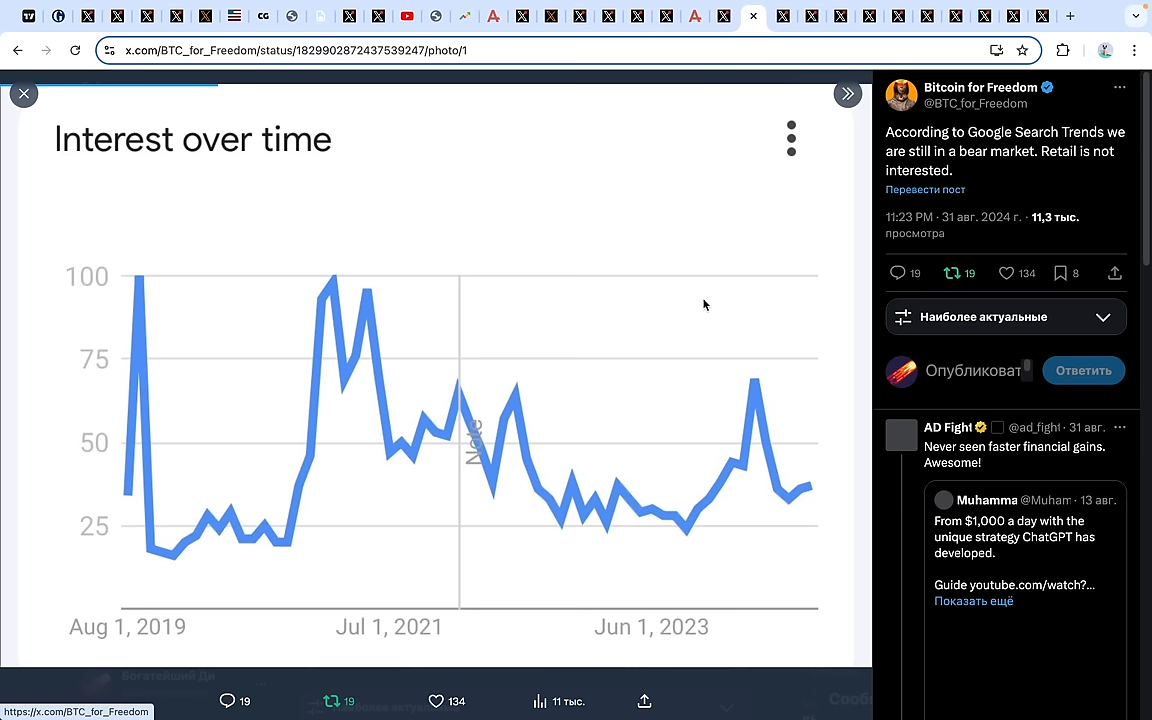 x.com/BTC_for_Freedom/status/1829902872437539247/photo/1
Interest over time
100
75
50
25
Note
Aug 1, 2019
Jul 1, 2021
Jun 1, 2023
19
19
134
11 тыс.
https://x.com/BTC_for_Freedom
Bitcoin for Freedom
@BTC_for_Freedom
According to Google Search Trends we
are still in a bear market. Retail is not
interested.
Перевести пост
11:23 PM · 31 авг. 2024 г. · 11,3 тыс.
просмотра
19
19
134
8
Наиболее актуальные
Опубликоват
Ответить
AD Fight @ad_fight · 31 авг.
Never seen faster financial gains.
Awesome!
Muhamma @Muham · 13 авг.
From $1,000 a day with the
unique strategy ChatGPT has
developed.
Guide youtube.com/watch?...
Показать ещё